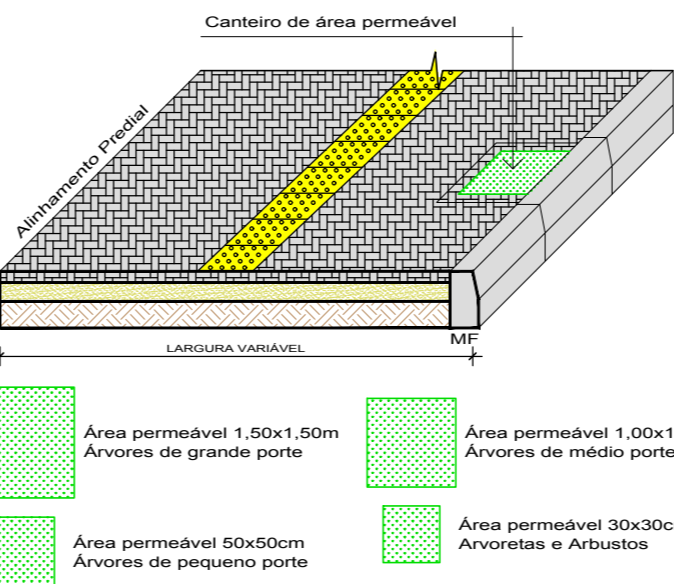 Canteiro de área permeável
Alinhamento Predial
MF
LARGURA VARIÁVEL
Área permeável 1,50x1,50m
Árvores de grande porte
Área permeável 1,00x1
Árvores de médio porte
Área permeável 50x50cm
Árvores de pequeno porte
Área permeável 30x30c
Arvoretas e Arbustos